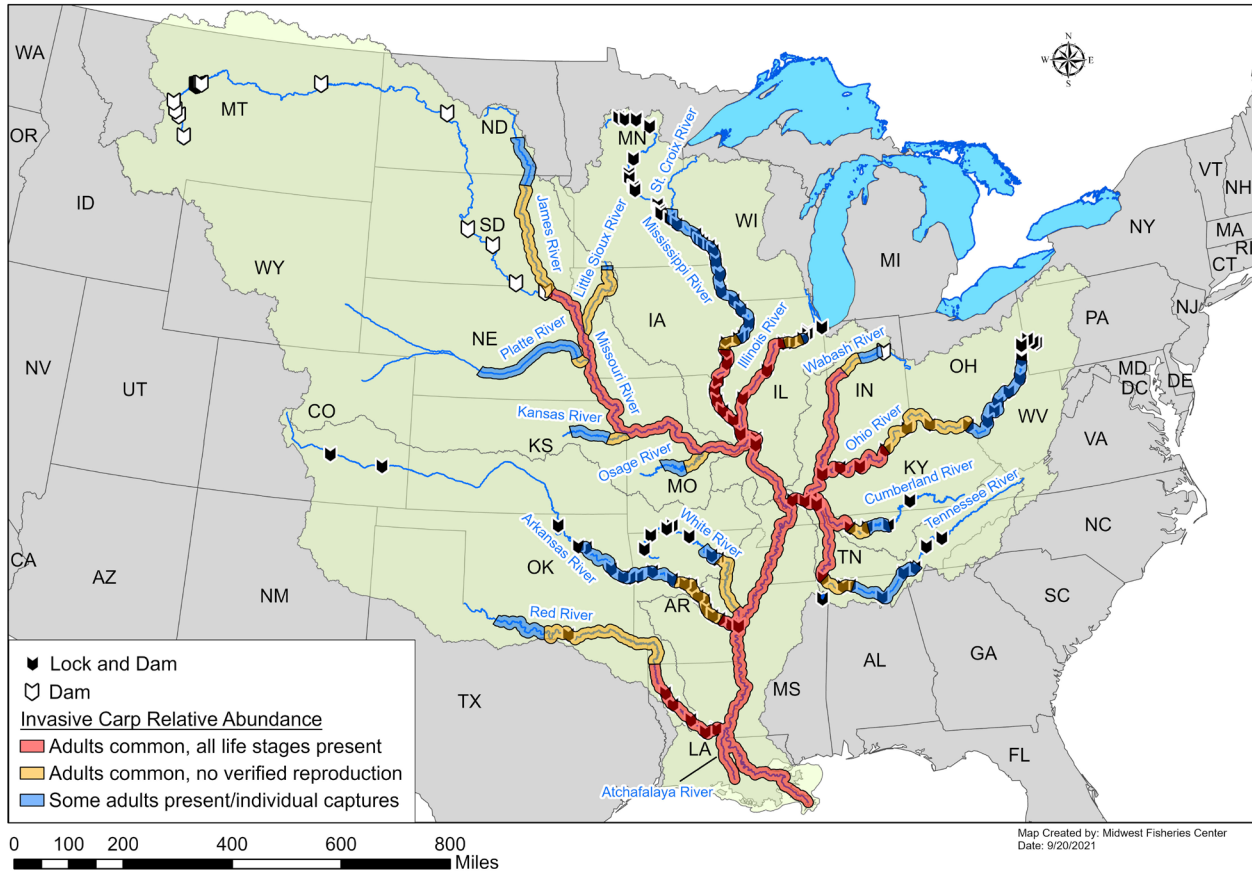 WA
OR
CA
NV
ID
UT
AZ
MT
WY
CO
NM
ND
SD
NE
KS
OK
TX
MN
IA
MO
AR
LA
WI
IL
MI
IN
OH
KY
TN
MS
AL
GA
FL
SC
NC
VA
WV
MD
DC
DE
PA
NJ
NY
CT
RI
MA
VT
NH
N
W
E
S
James River
Little Sioux River
St. Croix River
Mississippi River
Platte River
Missouri River
Illinois River
Wabash River
Kansas River
Osage River
Ohio River
Cumberland River
Tennessee River
White River
Arkansas River
Red River
Atchafalaya River
Lock and Dam
Dam
Invasive Carp Relative Abundance
Adults common, all life stages present
Adults common, no verified reproduction
Some adults present/individual captures
0 100 200 400 600 800
Miles
Map Created by: Midwest Fisheries Center
Date: 9/20/2021